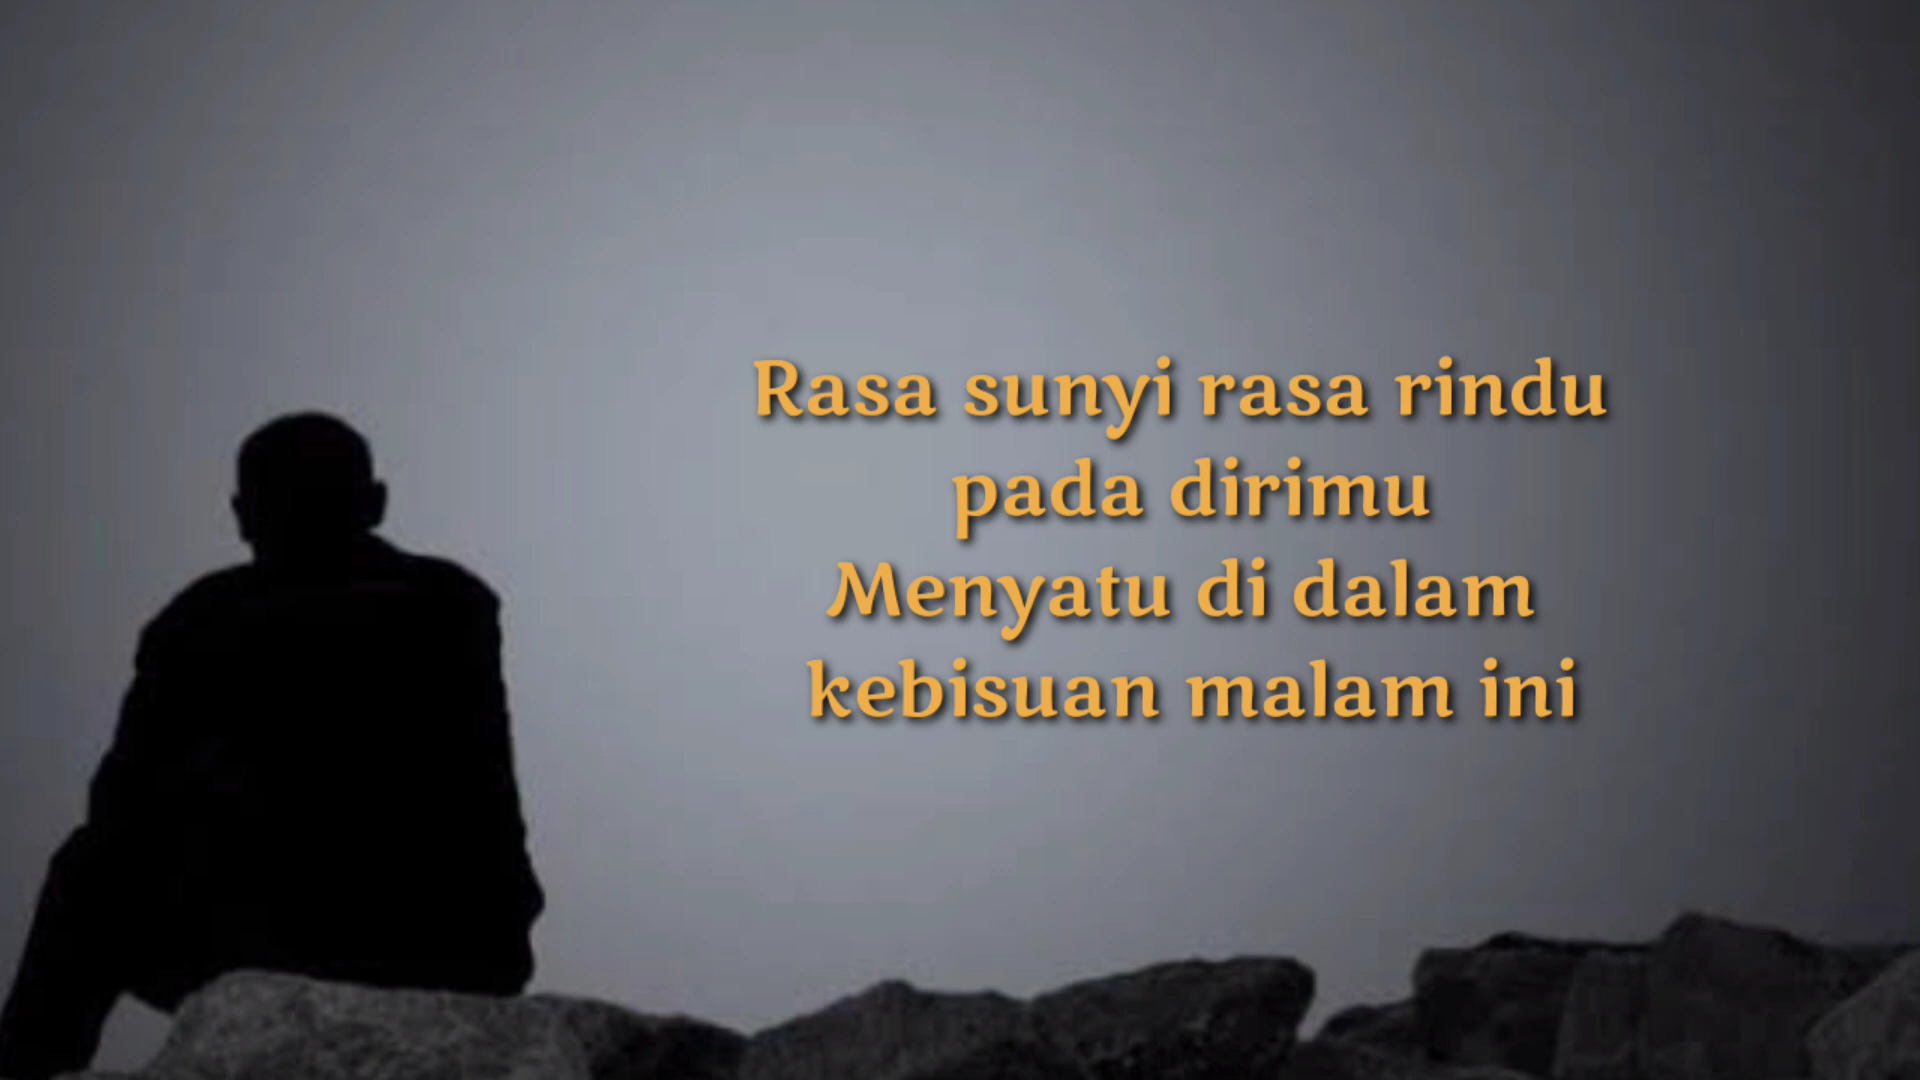 Rasa sunyi rasa rindu
pada dirimu
Menyatu di dalam
kebisuan malam ini